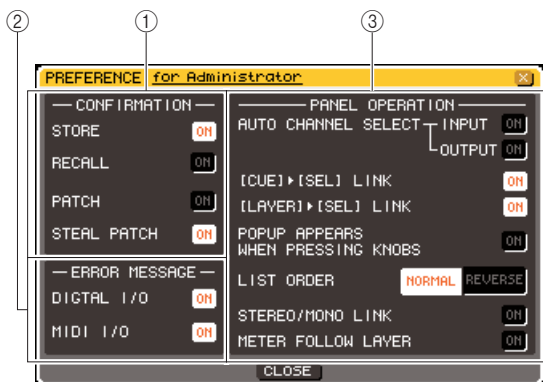 ② ① ③
PREFERENCE for Administrator X
CONFIRMATION
STORE ON
RECALL ON
PATCH ON
STEAL PATCH ON
ERROR MESSAGE
DIGTAL I/O ON
MIDI I/O ON
PANEL OPERATION
AUTO CHANNEL SELECT INPUT ON
OUTPUT ON
[CUE]▸[SEL] LINK ON
[LAYER]▸[SEL] LINK ON
POPUP APPEARS
WHEN PRESSING KNOBS ON
LIST ORDER NORMAL REVERSE
STEREO/MONO LINK ON
METER FOLLOW LAYER ON
CLOSE